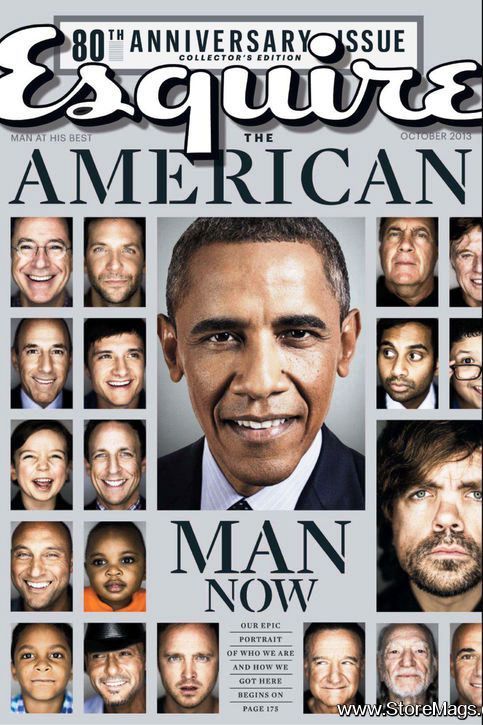 80TH ANNIVERSARY ISSUE
COLLECTOR'S EDITION
Esquire
MAN AT HIS BEST
THE
OCTOBER 2013
AMERICAN
MAN
NOW
OUR EPIC
PORTRAIT
OF WHO WE ARE
AND HOW WE
GOT HERE
BEGINS ON
PAGE 175
www.StoreMags.c